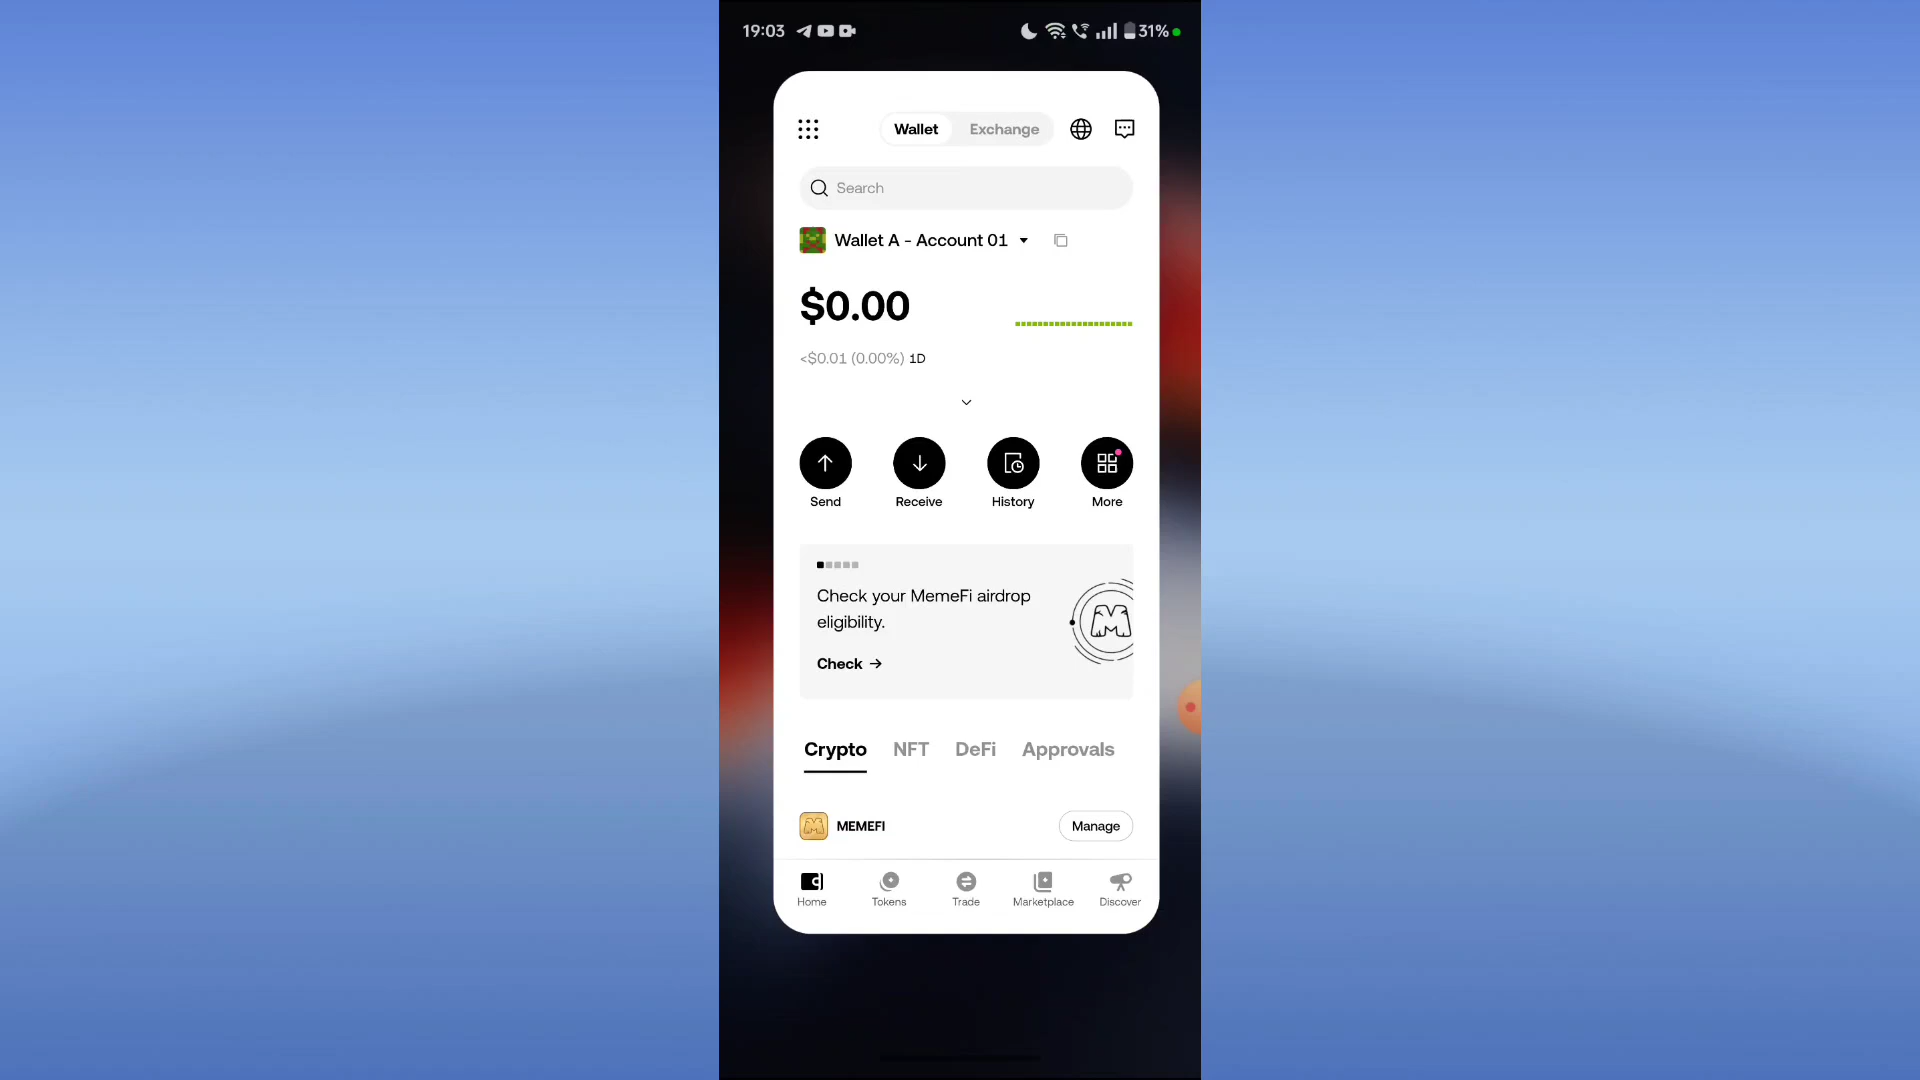 19:03
31%
Wallet
Exchange
Search
Wallet A - Account 01
$0.00
<$0.01 (0.00%) 1D
Send
Receive
History
More
Check your MemeFi airdrop
eligibility.
Check →
Crypto
NFT
DeFi
Approvals
MEMEFI
Manage
Home
Tokens
Trade
Marketplace
Discover